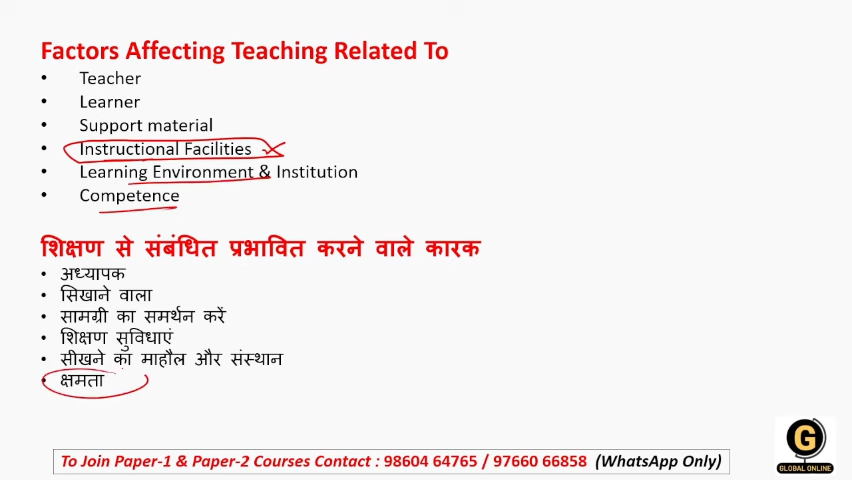 Factors Affecting Teaching Related To
• Teacher
• Learner
• Support material
• Instructional Facilities
• Learning Environment & Institution
• Competence
शिक्षण से संबंधित प्रभावित करने वाले कारक
• अध्यापक
• सिखाने वाला
• सामग्री का समर्थन करें
• शिक्षण सुविधाएं
• सीखने का माहौल और संस्थान
• क्षमता
G
GLOBAL ONLINE
To Join Paper-1 & Paper-2 Courses Contact : 98604 64765 / 97660 66858 (WhatsApp Only)